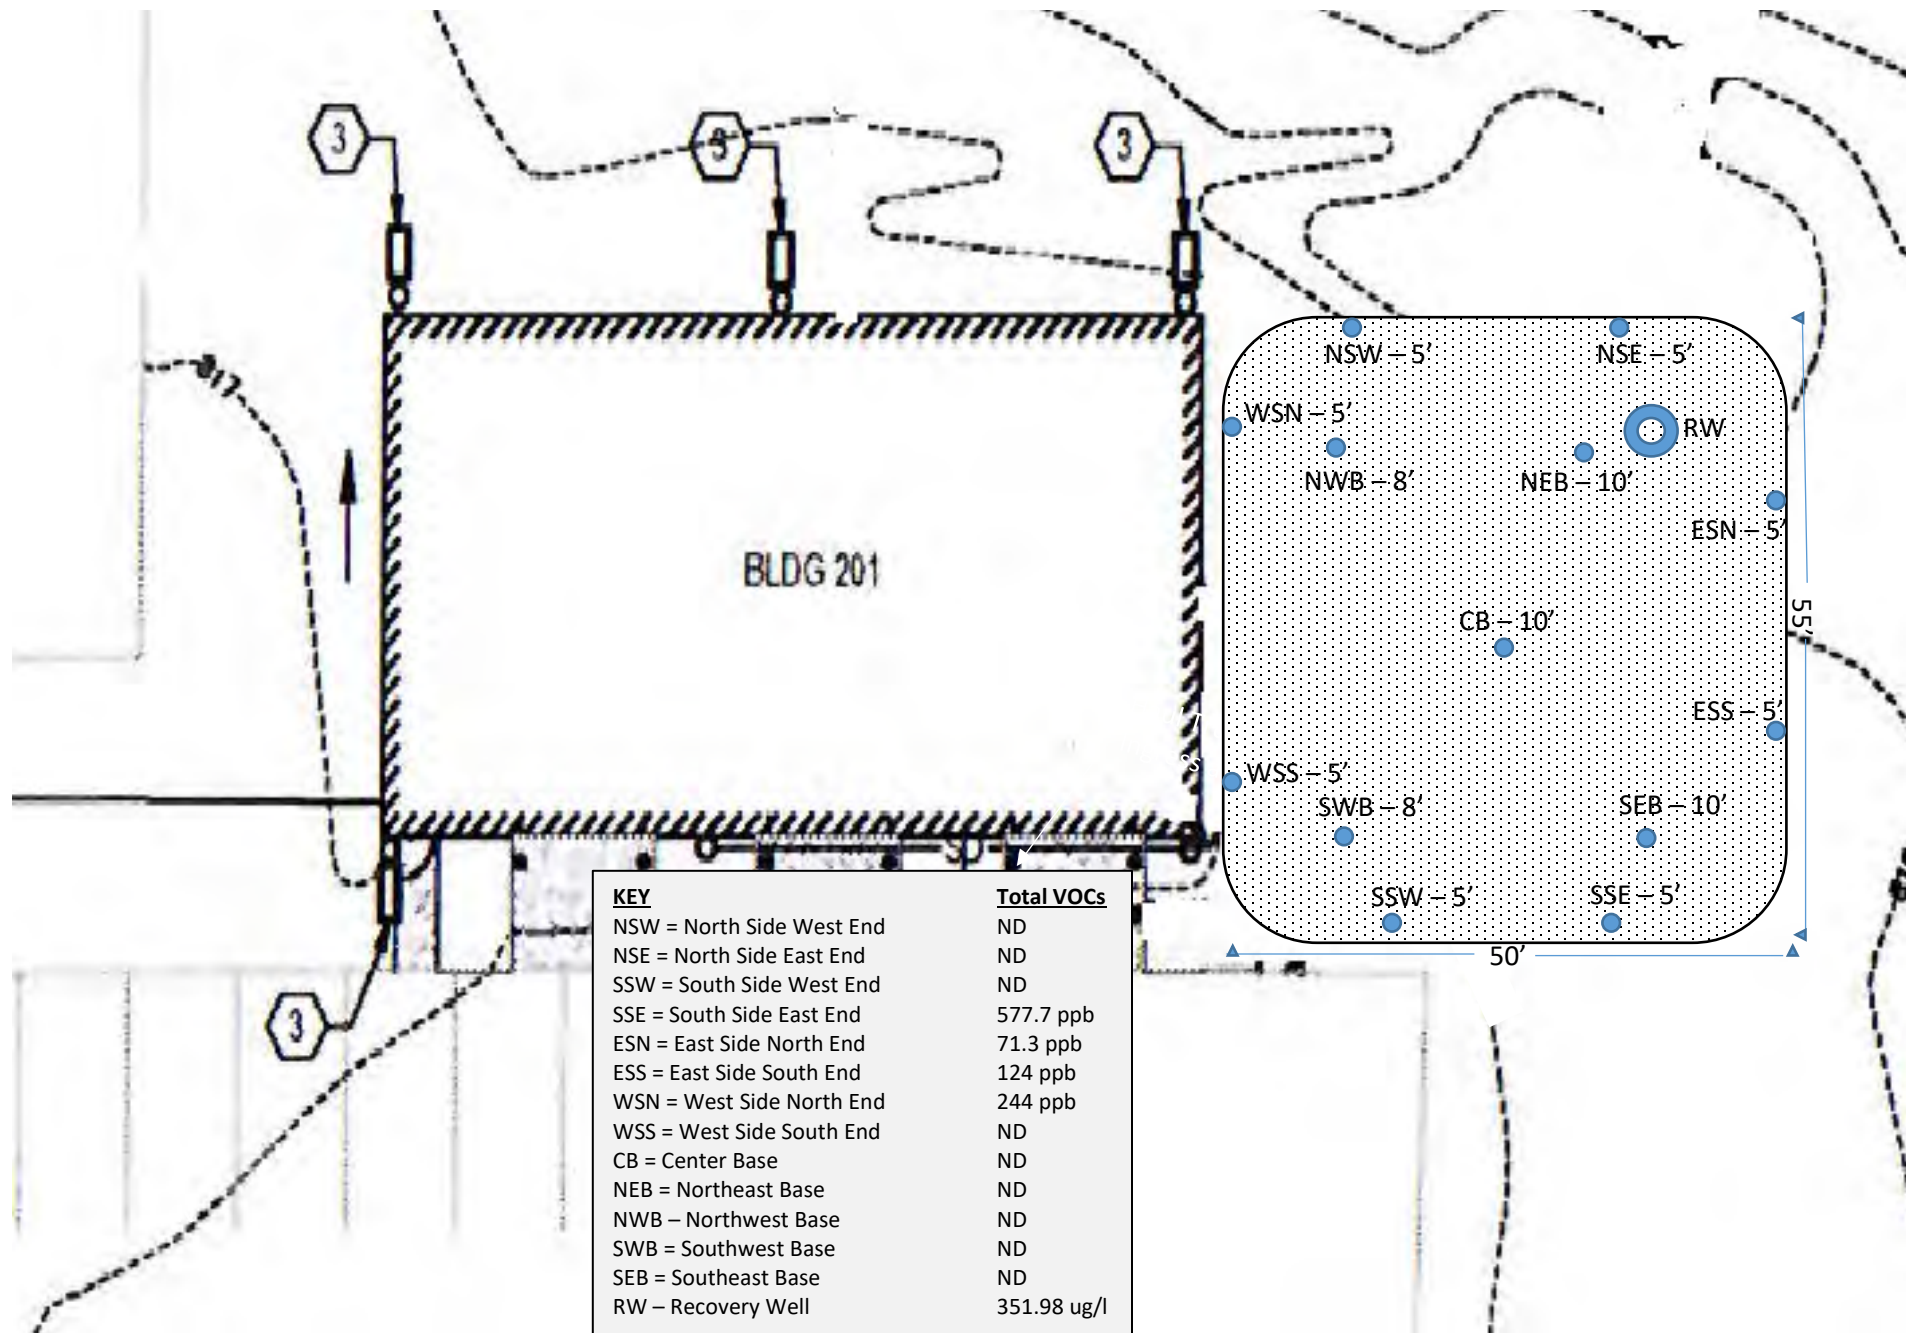 3
3
3
NSW – 5'
NSE – 5'
WSN – 5'
RW
NWB – 8'
NEB – 10'
ESN – 5'
BLDG 201
55'
CB – 10'
ESS – 5'
WSS – 5'
SWB – 8'
SEB – 10'
SSW – 5'
SSE – 5'
50'
3
KEY Total VOCs
NSW = North Side West End ND
NSE = North Side East End ND
SSW = South Side West End ND
SSE = South Side East End 577.7 ppb
ESN = East Side North End 71.3 ppb
ESS = East Side South End 124 ppb
WSN = West Side North End 244 ppb
WSS = West Side South End ND
CB = Center Base ND
NEB = Northeast Base ND
NWB – Northwest Base ND
SWB = Southwest Base ND
SEB = Southeast Base ND
RW – Recovery Well 351.98 ug/l